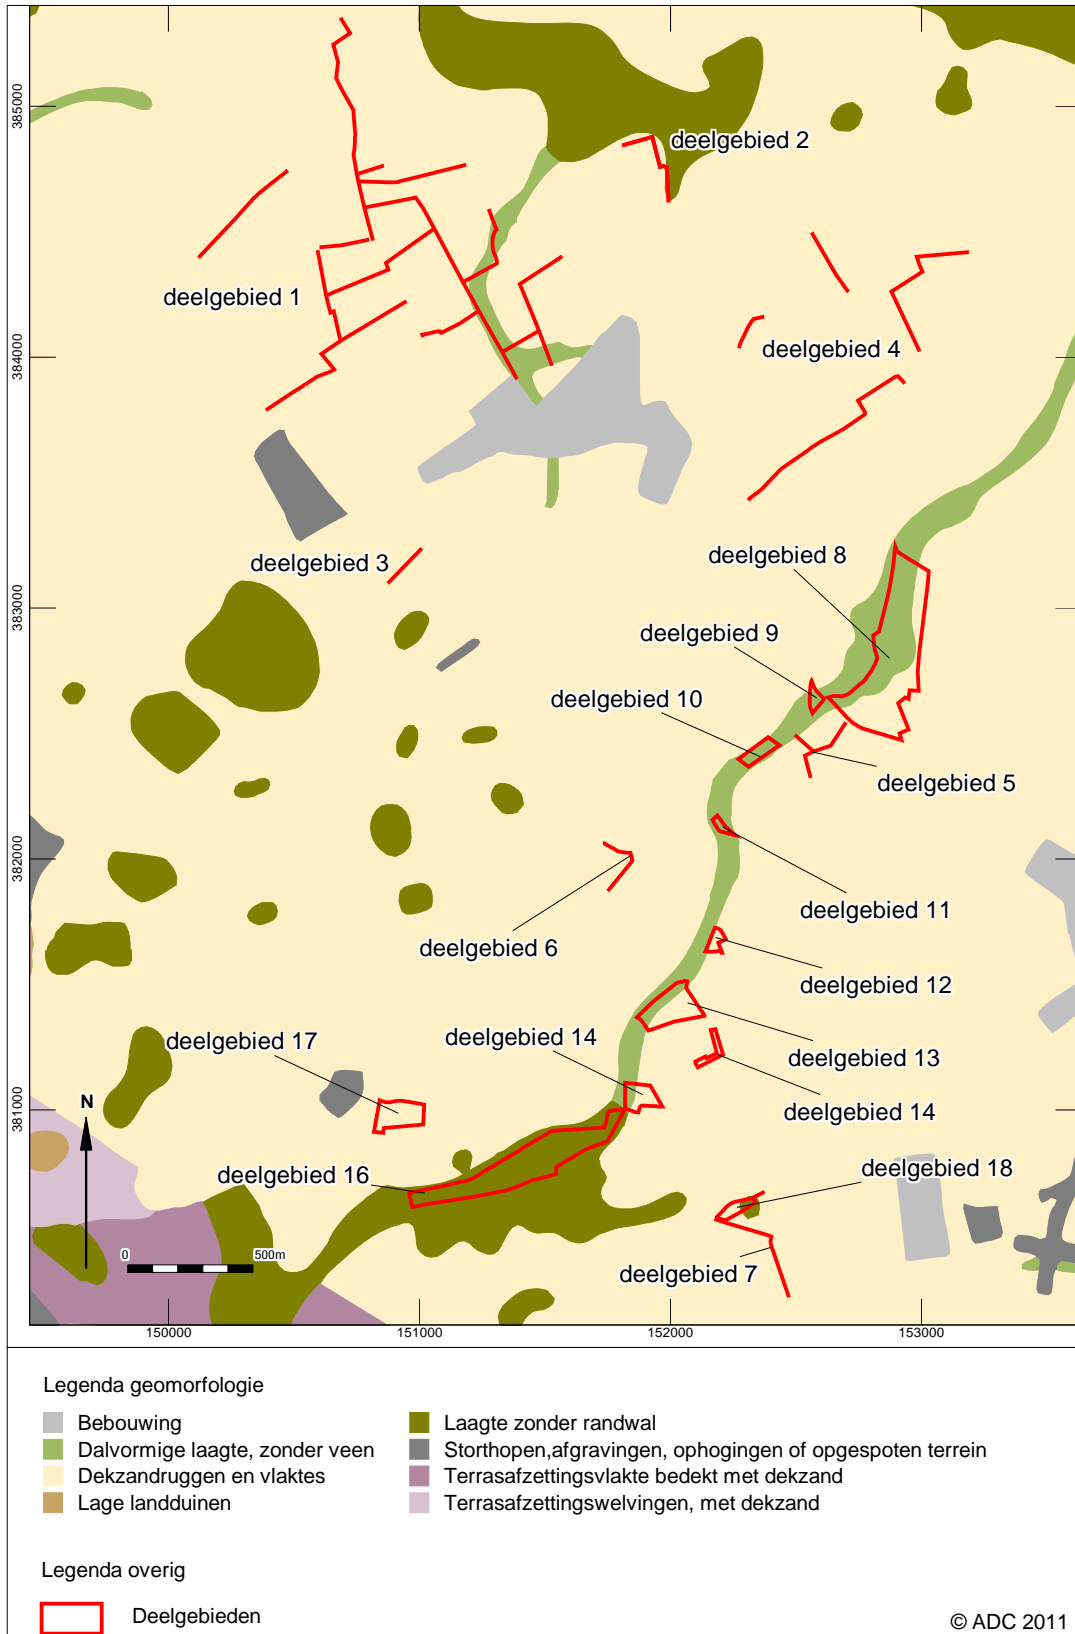 385000
deelgebied 2
deelgebied 1
deelgebied 4
384000
deelgebied 3
deelgebied 8
383000
deelgebied 9
deelgebied 10
deelgebied 5
382000
deelgebied 11
deelgebied 6
deelgebied 12
deelgebied 17
deelgebied 14
deelgebied 13
381000
N
deelgebied 14
deelgebied 16
deelgebied 18
0
500m
deelgebied 7
150000
151000
152000
153000
Legenda geomorfologie
Bebouwing
Dalvormige laagte, zonder veen
Dekzandruggen en vlaktes
Lage landduinen
Laagte zonder randwal
Storthopen,afgravingen, ophogingen of opgespoten terrein
Terrasafzettingsvlakte bedekt met dekzand
Terrasafzettingswelvingen, met dekzand
Legenda overig
Deelgebieden
© ADC 2011